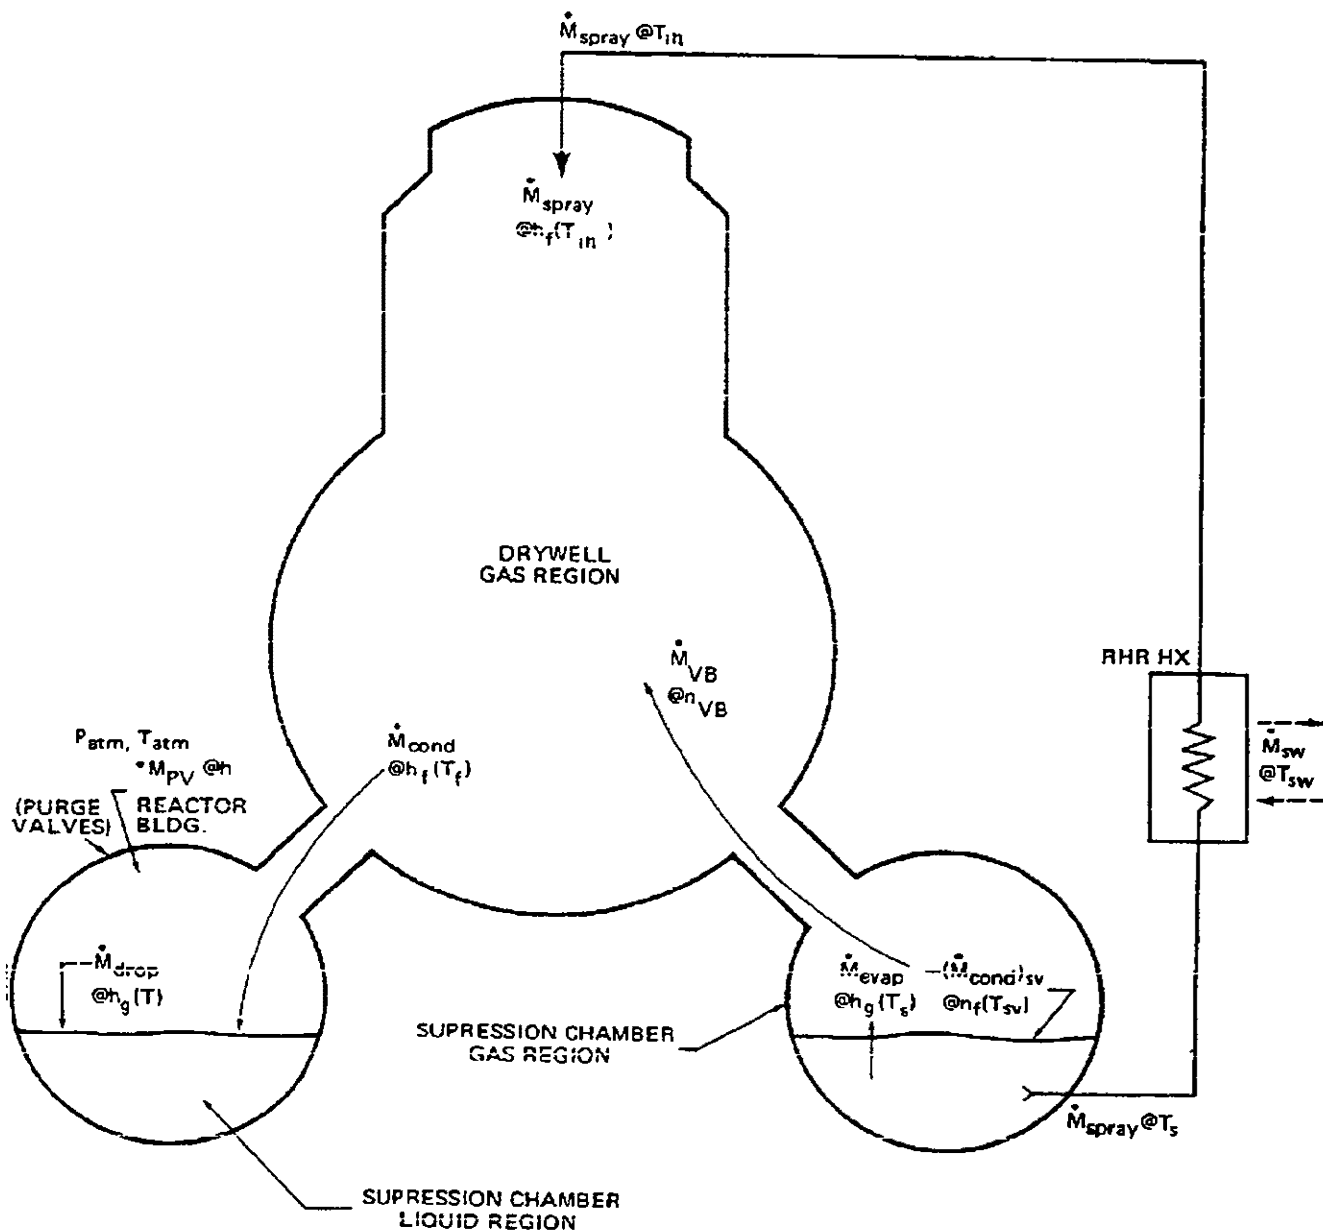 Ṁspray @Tin
Ṁspray
@hf(Tin )
DRYWELL
GAS REGION
RHR HX
ṀVB
@nVB
Ṁcond
@hf(Tf)
Patm, Tatm
•MPV @h
(PURGE
VALVES)
REACTOR
BLDG.
Ṁsw
@Tsw
Ṁdrop
@hg(T)
Ṁevap
@hg(Ts)
–(Ṁcond)sv
@nf(Tsv)
SUPRESSION CHAMBER
GAS REGION
Ṁspray@Ts
SUPRESSION CHAMBER
LIQUID REGION